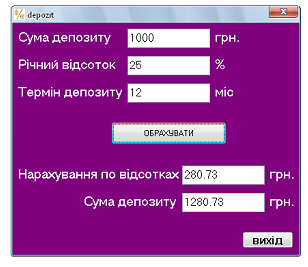 depozit
Сума депозиту 1000 грн.
Річний відсоток 25 %
Термін депозиту 12 міс
ОБРАХУВАТИ
Нарахування по відсотках 280.73 грн.
Сума депозиту 1280.73 грн.
вихід